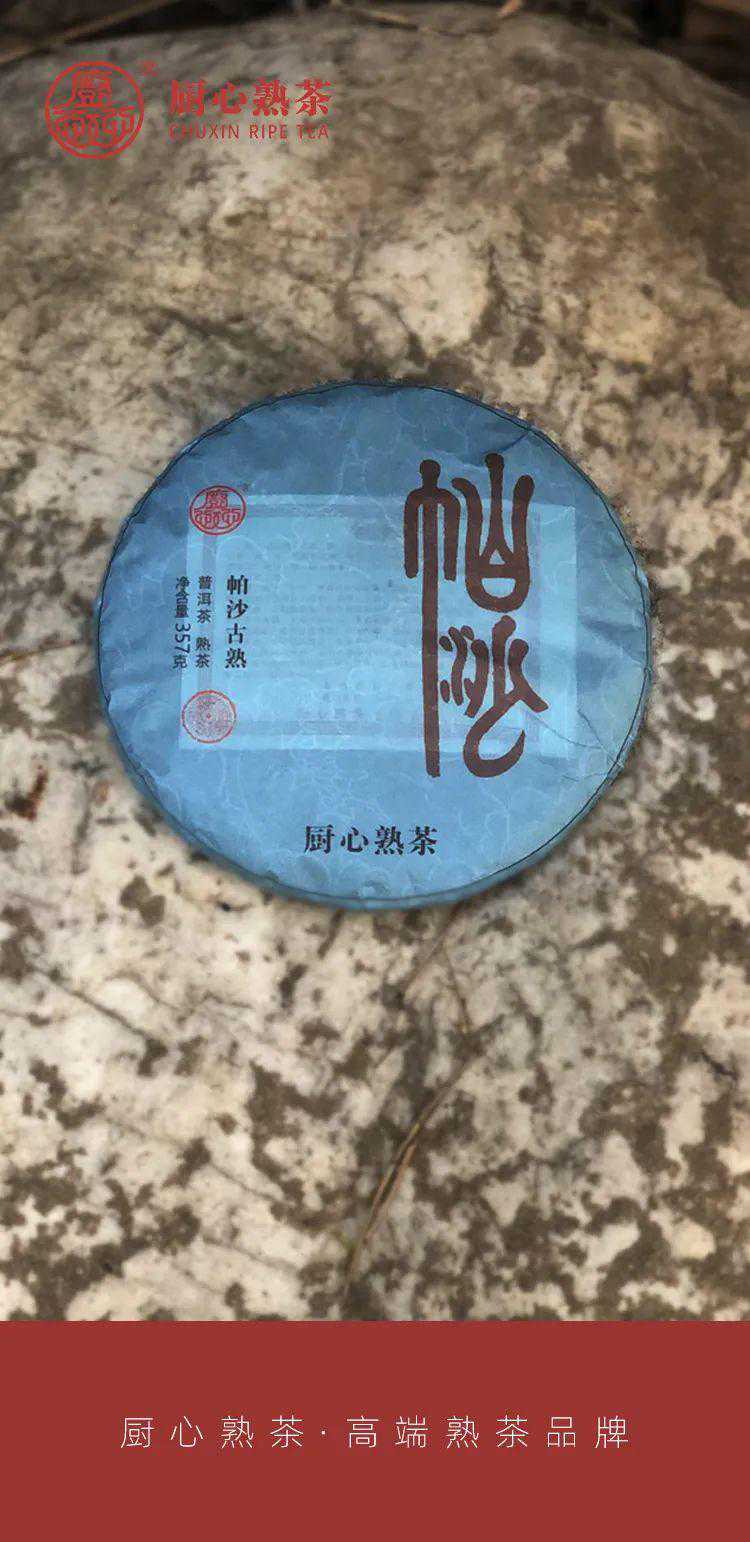 厨心熟茶
CHUXIN RIPE TEA
帕沙
帕沙古熟
普洱茶 熟茶
净含量357克
厨心熟茶
厨心熟茶·高端熟茶品牌